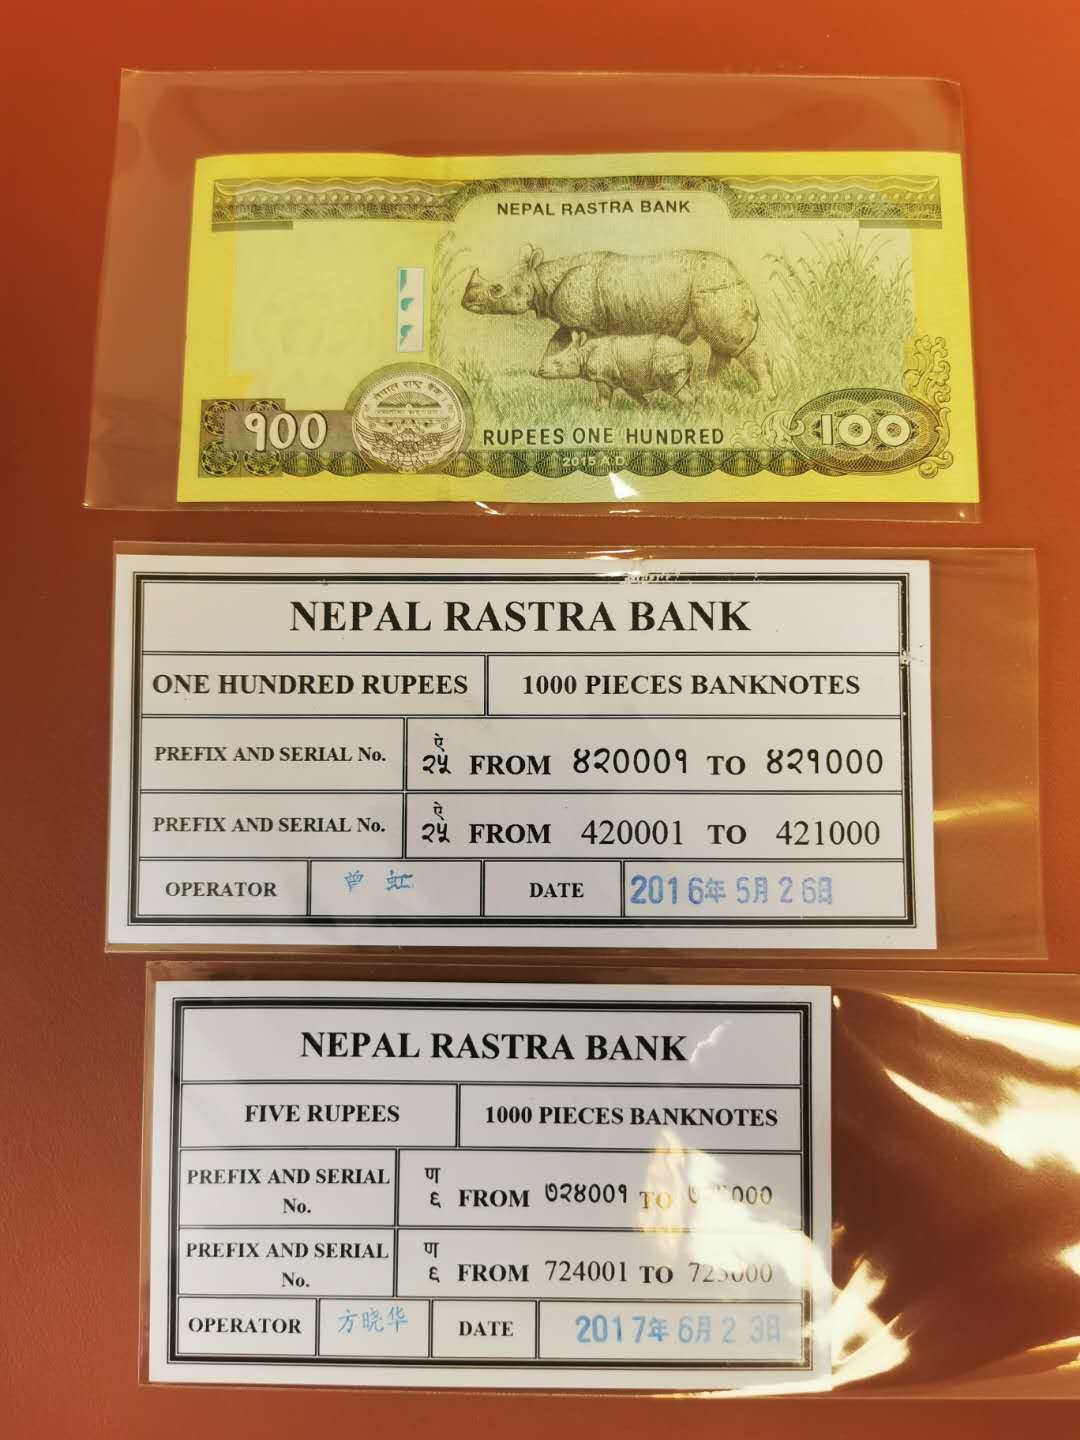 NEPAL RASTRA BANK
नेपाल राष्ट्र बैंक
१००
RUPEES ONE HUNDRED
100
2015 A.D.
NEPAL RASTRA BANK
ONE HUNDRED RUPEES 1000 PIECES BANKNOTES
PREFIX AND SERIAL No. ऐ २५ FROM ४२०००१ TO ४२१०००
PREFIX AND SERIAL No. ऐ २५ FROM 420001 TO 421000
OPERATOR 曾虹 DATE 2016年5月26日
NEPAL RASTRA BANK
FIVE RUPEES 1000 PIECES BANKNOTES
PREFIX AND SERIAL No. ण ६ FROM ७२४००१ TO
PREFIX AND SERIAL No. ण ६ FROM 724001 TO 725000
OPERATOR 方晓华 DATE 2017年6月23日